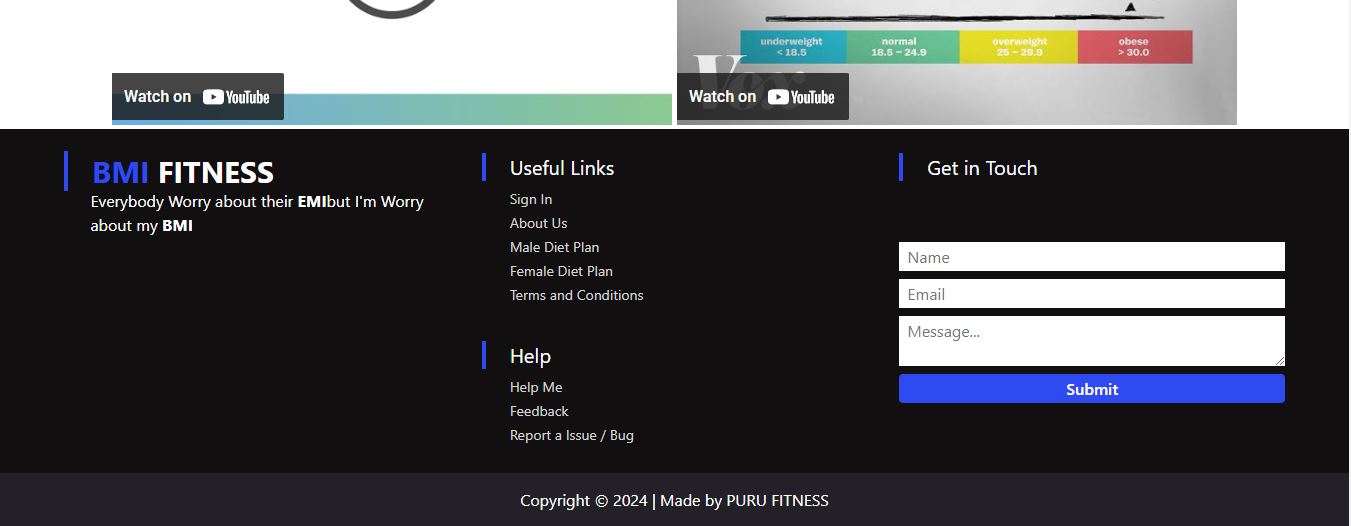 underweight
< 18.5
normal
18.5 – 24.9
overweight
25 – 29.9
obese
> 30.0
Vox
Watch on YouTube
Watch on YouTube
BMI FITNESS
Everybody Worry about their EMIbut I'm Worry
about my BMI
Useful Links
Sign In
About Us
Male Diet Plan
Female Diet Plan
Terms and Conditions
Help
Help Me
Feedback
Report a Issue / Bug
Get in Touch
Name
Email
Message...
Submit
Copyright © 2024 | Made by PURU FITNESS